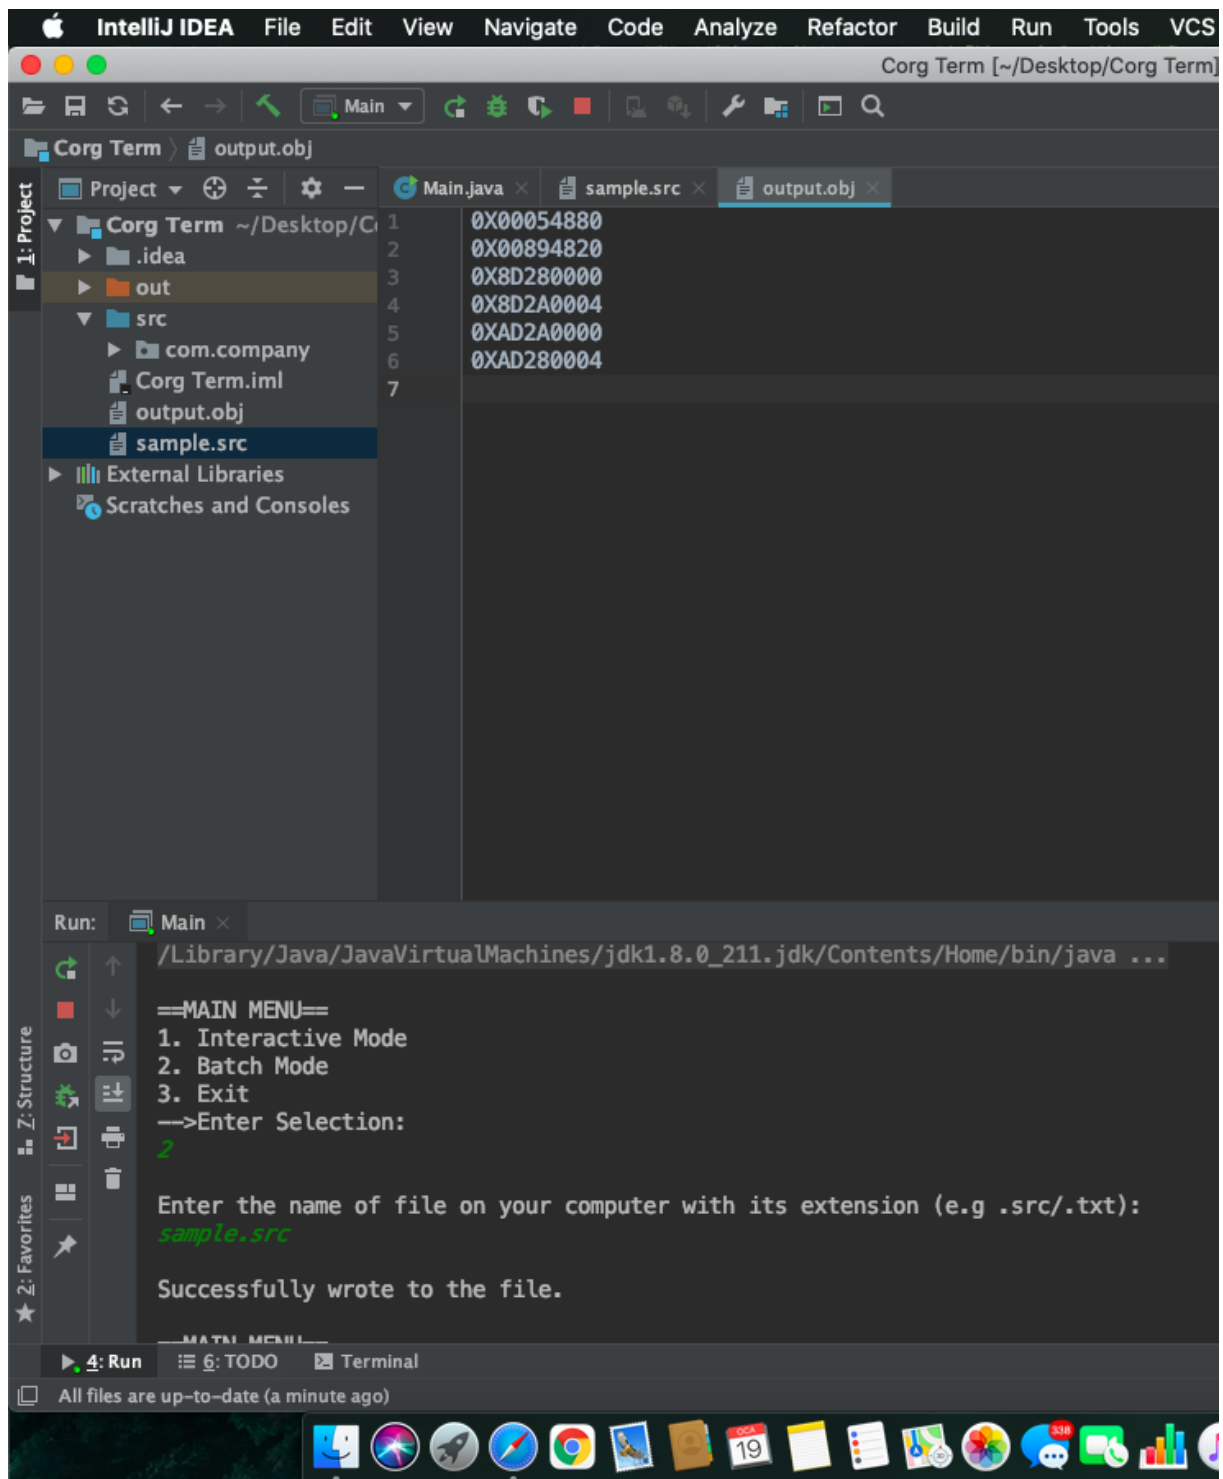 IntelliJ IDEA File Edit View Navigate Code Analyze Refactor Build Run Tools VCS
Corg Term [~/Desktop/Corg Term]
Main
Corg Term output.obj
1: Project
Project
Main.java sample.src output.obj
Corg Term ~/Desktop/Co
.idea
out
src
com.company
Corg Term.iml
output.obj
sample.src
External Libraries
Scratches and Consoles
1 0X00054880
2 0X00894820
3 0X8D280000
4 0X8D2A0004
5 0XAD2A0000
6 0XAD280004
7
Run: Main
/Library/Java/JavaVirtualMachines/jdk1.8.0_211.jdk/Contents/Home/bin/java ...
==MAIN MENU==
1. Interactive Mode
2. Batch Mode
3. Exit
-->Enter Selection:
2
Enter the name of file on your computer with its extension (e.g .src/.txt):
sample.src
Successfully wrote to the file.
==MAIN MENU==
Z: Structure
2: Favorites
4: Run 6: TODO Terminal
All files are up-to-date (a minute ago)
OCA
19
338